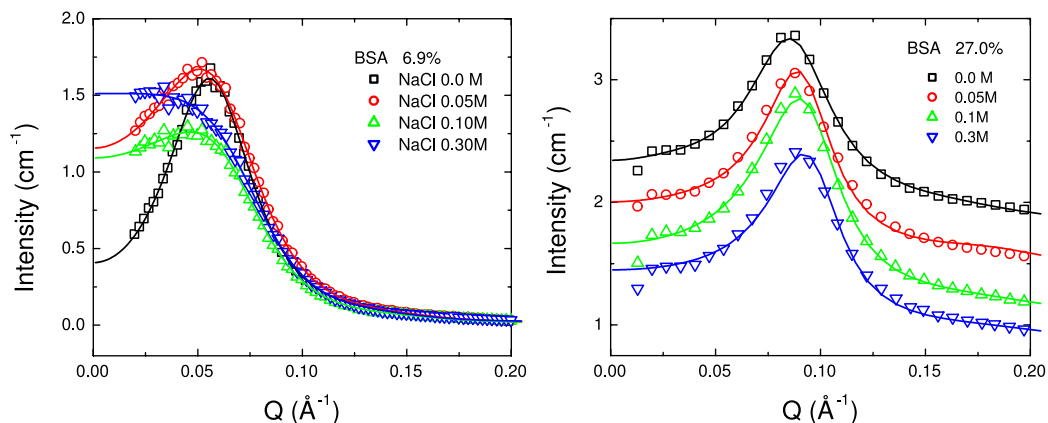 BSA 6.9%
NaCl 0.0 M
NaCl 0.05M
NaCl 0.10M
NaCl 0.30M
2.0
1.5
1.0
0.5
0.0
Intensity (cm⁻¹)
0.00 0.05 0.10 0.15 0.20
Q (Å⁻¹)
BSA 27.0%
0.0 M
0.05M
0.1M
0.3M
3
2
1
Intensity (cm⁻¹)
0.00 0.05 0.10 0.15 0.20
Q (Å⁻¹)